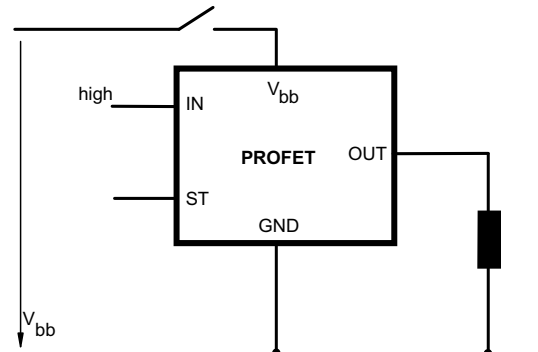 high
IN
Vbb
PROFET
OUT
ST
GND
Vbb